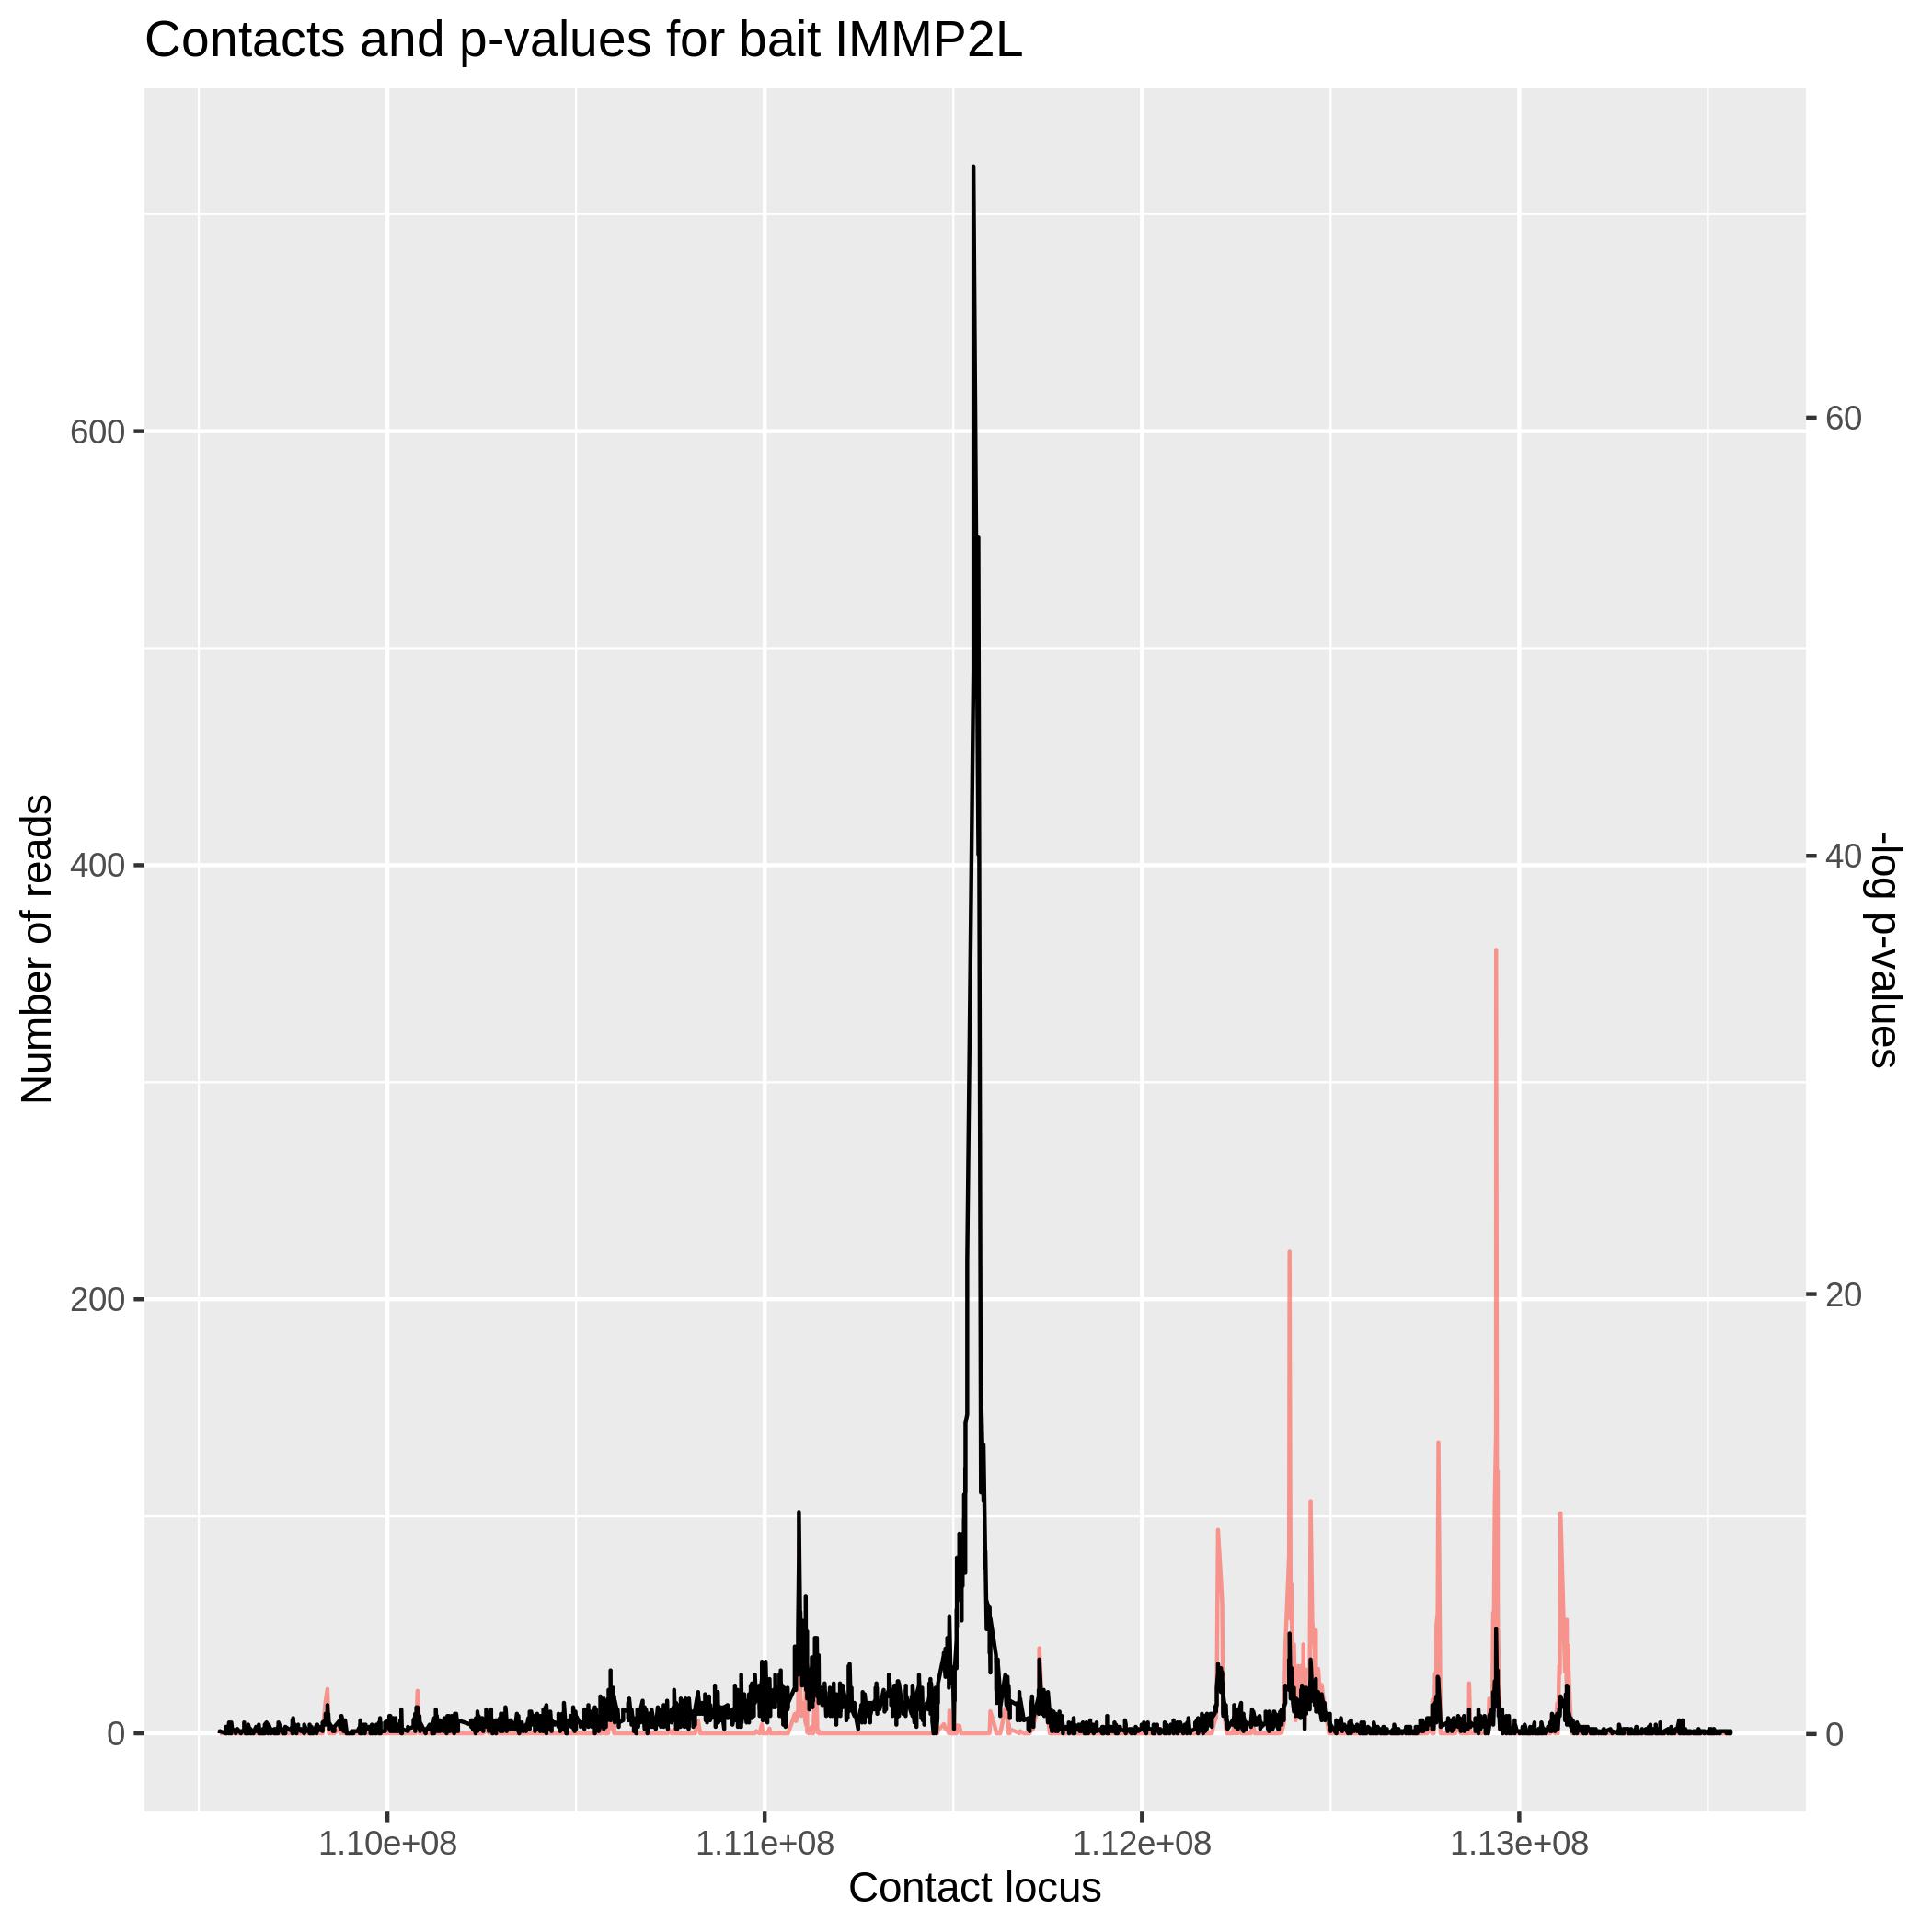 Contacts and p-values for bait IMMP2L
Number of reads
600
400
200
0
60
40
20
0
-log p-values
1.10e+08
1.11e+08
1.12e+08
1.13e+08
Contact locus